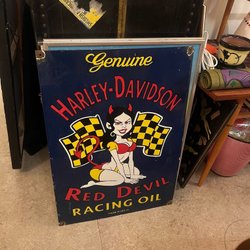 Genuine
HARLEY-DAVIDSON
RED DEVIL
RACING OIL